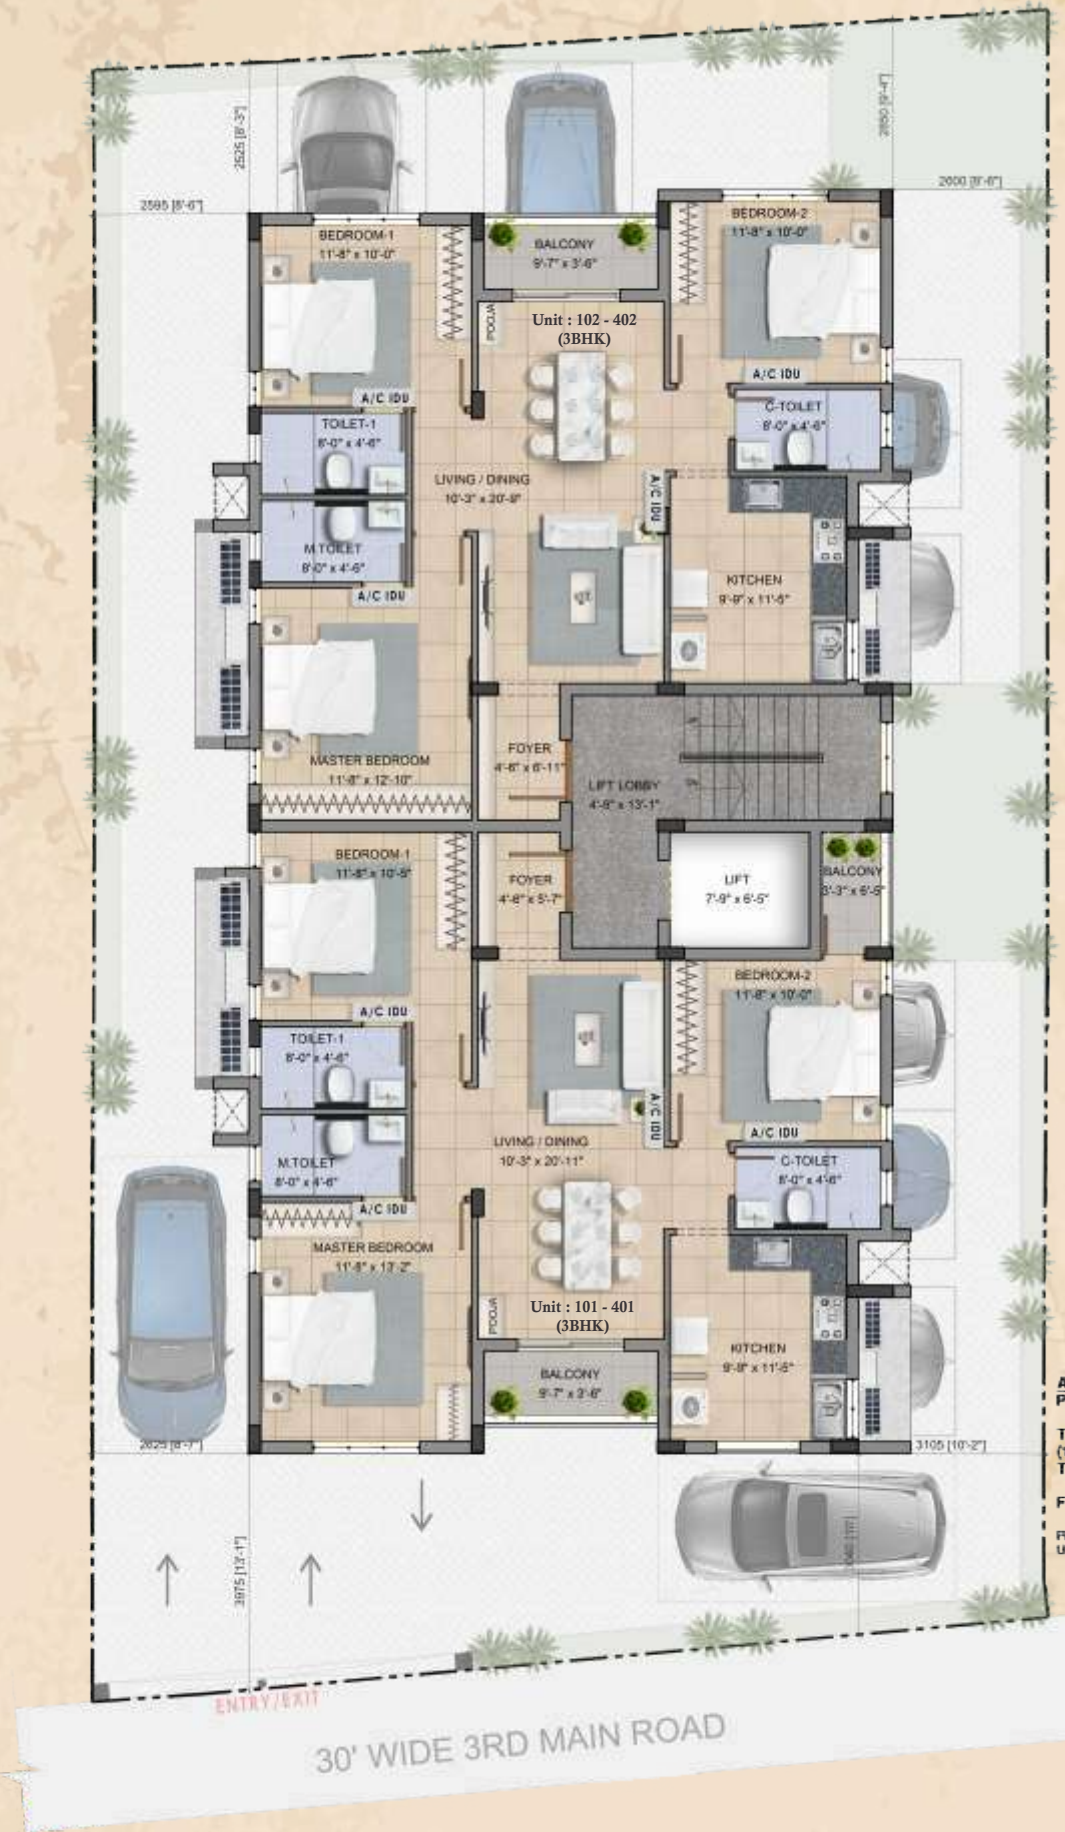 2525 [8'-3"]
2850 [9'-4"]
2595 [8'-6"]
2600 [8'-6"]
BEDROOM-1
11'-8" x 10'-0"
BALCONY
9'-7" x 3'-6"
BEDROOM-2
11'-8" x 10'-0"
POOJA
Unit : 102 - 402
(3BHK)
A/C IDU
A/C IDU
TOILET-1
8'-0" x 4'-6"
C-TOILET
8'-0" x 4'-6"
LIVING / DINING
10'-3" x 20'-9"
A/C IDU
M.TOILET
8'-0" x 4'-6"
A/C IDU
KITCHEN
9'-9" x 11'-5"
MASTER BEDROOM
11'-8" x 12'-10"
FOYER
4'-6" x 6'-11"
LIFT LOBBY
4'-9" x 13'-1"
BEDROOM-1
11'-8" x 10'-5"
FOYER
4'-6" x 5'-7"
LIFT
7'-9" x 6'-5"
BALCONY
3'-3" x 6'-5"
BEDROOM-2
11'-8" x 10'-0"
A/C IDU
TOILET-1
8'-0" x 4'-6"
A/C IDU
A/C IDU
LIVING / DINING
10'-3" x 20'-11"
M.TOILET
8'-0" x 4'-6"
C-TOILET
8'-0" x 4'-6"
A/C IDU
MASTER BEDROOM
11'-8" x 13'-2"
POOJA
Unit : 101 - 401
(3BHK)
KITCHEN
9'-9" x 11'-5"
BALCONY
9'-7" x 3'-6"
2625 [8'-7"]
3105 [10'-2"]
3975 [13'-1"]
ENTRY/EXIT
30' WIDE 3RD MAIN ROAD